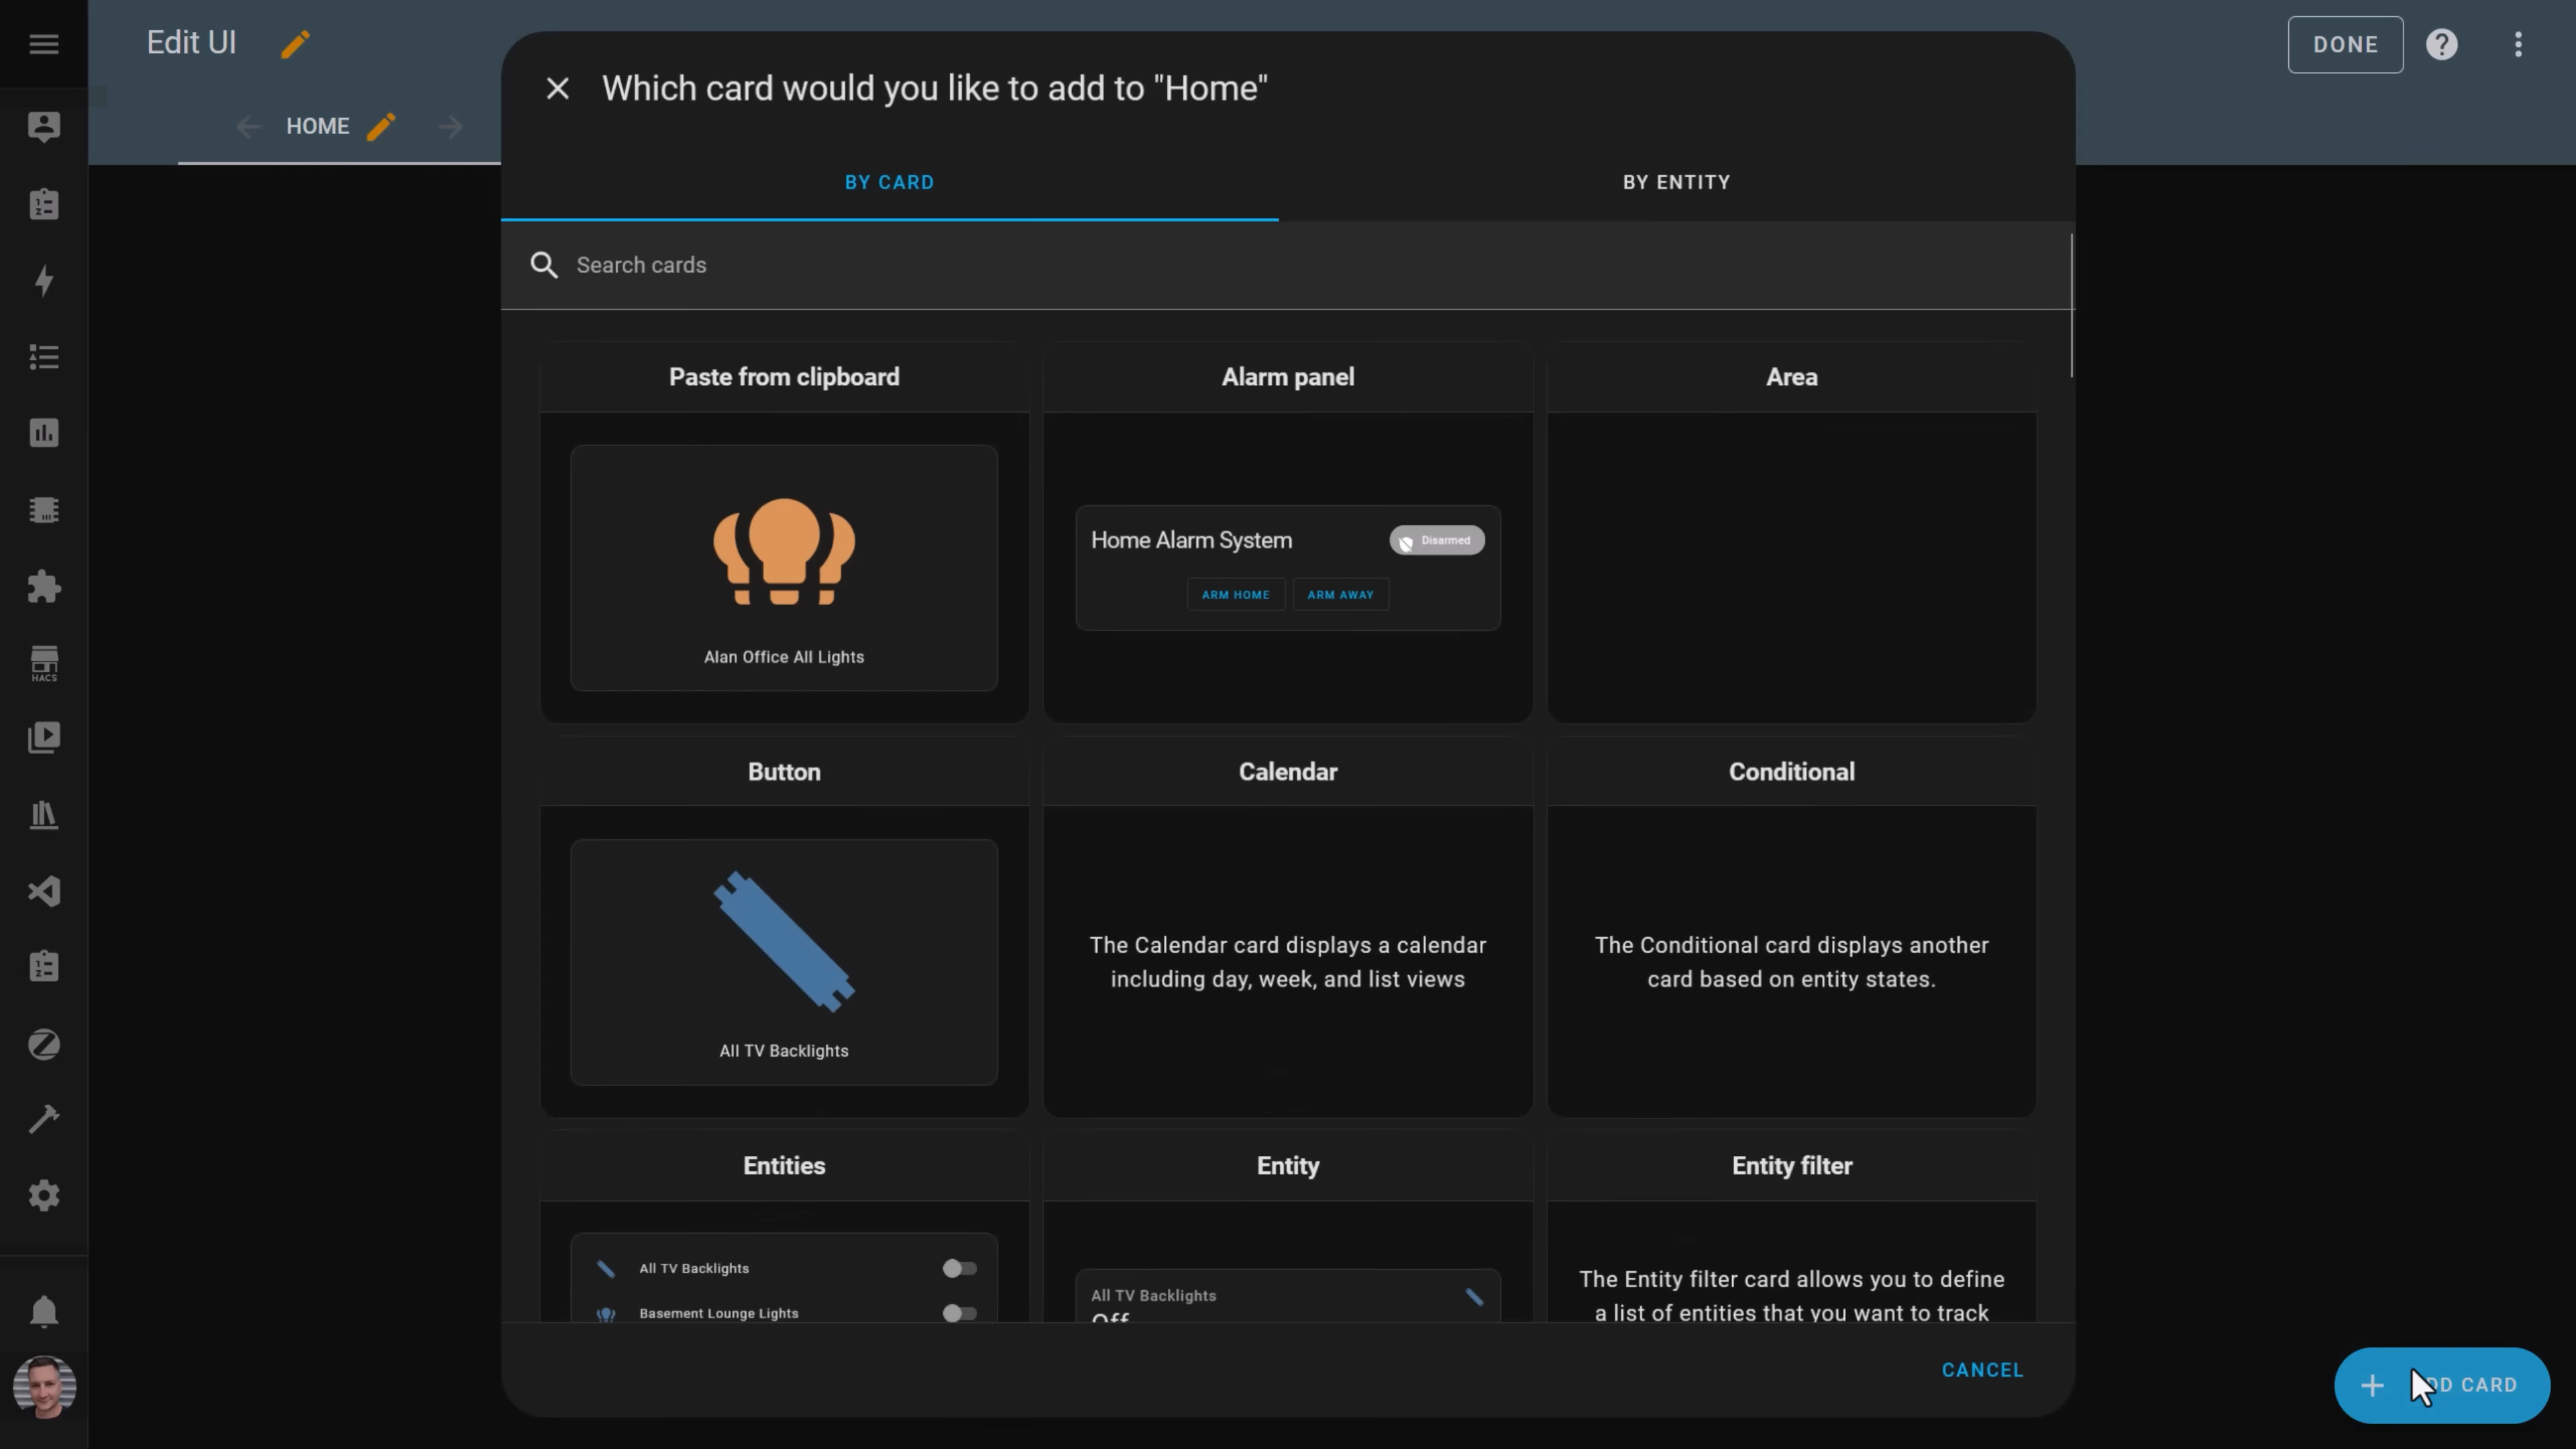 Edit UI
DONE
HOME
HACS
Which card would you like to add to "Home"
BY CARD
BY ENTITY
Search cards
Paste from clipboard
Alarm panel
Area
Alan Office All Lights
Home Alarm System
Disarmed
ARM HOME
ARM AWAY
Button
Calendar
Conditional
All TV Backlights
The Calendar card displays a calendar
including day, week, and list views
The Conditional card displays another
card based on entity states.
Entities
Entity
Entity filter
All TV Backlights
Basement Lounge Lights
All TV Backlights
Off
The Entity filter card allows you to define
a list of entities that you want to track
CANCEL
CARD